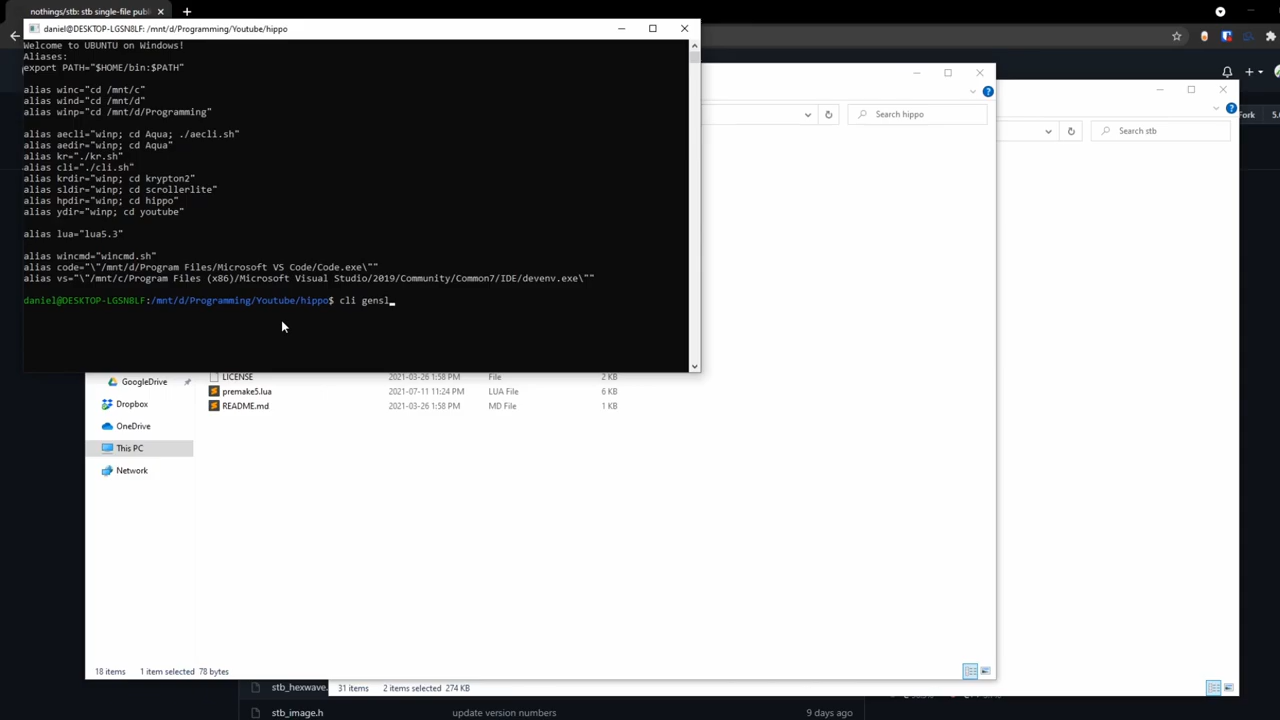 nothings/stb: stb single-file publ
daniel@DESKTOP-LGSN8LF: /mnt/d/Programming/Youtube/hippo
Welcome to UBUNTU on Windows!
Aliases:
export PATH="$HOME/bin:$PATH"
alias winc="cd /mnt/c"
alias wind="cd /mnt/d"
alias winp="cd /mnt/d/Programming"
alias aecli="winp; cd Aqua; ./aecli.sh"
alias aedir="winp; cd Aqua"
alias kr="./kr.sh"
alias cli="./cli.sh"
alias krdir="winp; cd krypton2"
alias sldir="winp; cd scrollerlite"
alias hpdir="winp; cd hippo"
alias ydir="winp; cd youtube"
alias lua="lua5.3"
alias wincmd="wincmd.sh"
alias code="\"/mnt/d/Program Files/Microsoft VS Code/Code.exe\""
alias vs="\"/mnt/c/Program Files (x86)/Microsoft Visual Studio/2019/Community/Common7/IDE/devenv.exe\""
daniel@DESKTOP-LGSN8LF:/mnt/d/Programming/Youtube/hippo$ cli gensl_
Search hippo
Search stb
Fork
5.
LICENSE 2021-03-26 1:58 PM File 2 KB
premake5.lua 2021-07-11 11:24 PM LUA File 6 KB
README.md 2021-03-26 1:58 PM MD File 1 KB
GoogleDrive
Dropbox
OneDrive
This PC
Network
18 items 1 item selected 78 bytes
stb_hexwave.
31 items 2 items selected 274 KB
stb_image.h update version numbers 9 days ago